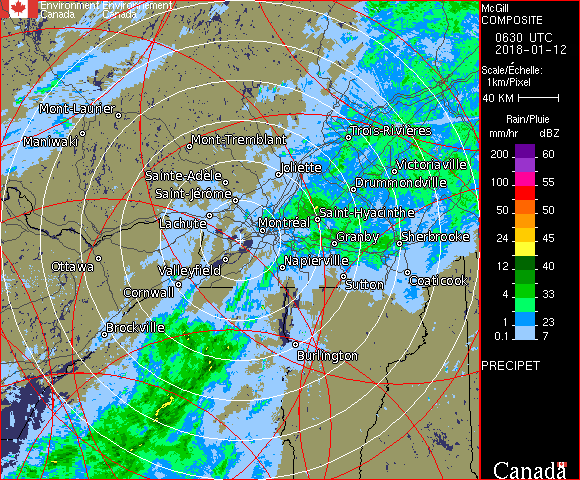 Environment Environnement
Canada Canada
McGill
COMPOSITE
0630 UTC
2018-01-12
Scale/Échelle:
1km/Pixel
40 KM
Rain/Pluie
mm/hr dBZ
200 60
100 55
50 50
24 45
12 40
4 33
1 23
0.1 7
PRECIPET
Canada
Mont-Laurier
Maniwaki
Mont-Tremblant
Trois-Rivières
Joliette
Victoriaville
Sainte-Adèle
Drummondville
Saint-Jérôme
Saint-Hyacinthe
Lachute
Montréal
Granby
Sherbrooke
Ottawa
Napierville
Valleyfield
Coaticook
Sutton
Cornwall
Brockville
Burlington